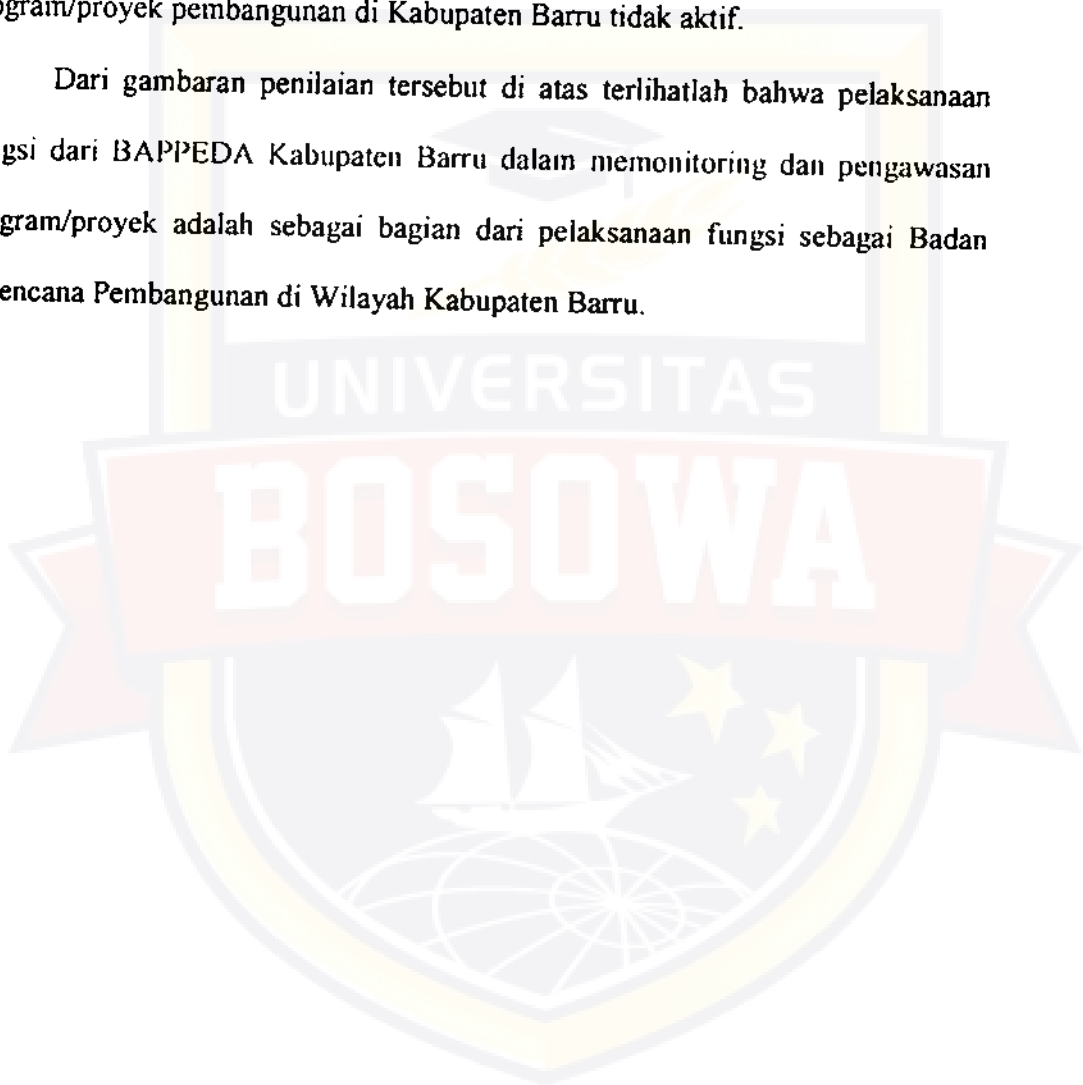 ogram/proyek pembangunan di Kabupaten Barru tidak aktif.
Dari gambaran penilaian tersebut di atas terlihatlah bahwa pelaksanaan
gsi dari BAPPEDA Kabupaten Barru dalam memonitoring dan pengawasan
gram/proyek adalah sebagai bagian dari pelaksanaan fungsi sebagai Badan
encana Pembangunan di Wilayah Kabupaten Barru.
UNIVERSITAS
BOSOWA